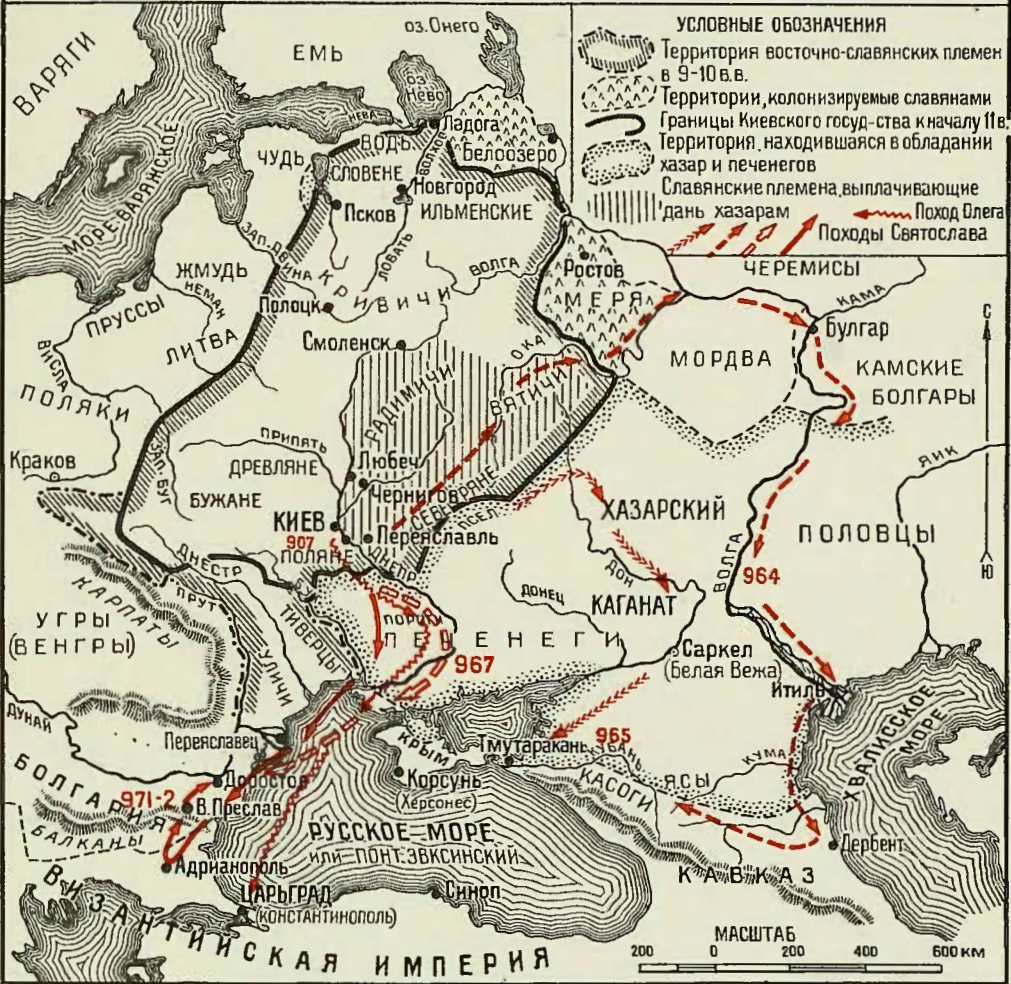 УСЛОВНЫЕ ОБОЗНАЧЕНИЯ
Территория восточно-славянских племен
в 9-10 в.в.
Территории, колонизируемые славянами
Границы Киевского госуд-ства к началу 11 в.
Территория, находившаяся в обладании
хазар и печенегов
Славянские племена, выплачивающие
дань хазарам
Поход Олега
Походы Святослава
ВАРЯГИ
ЕМЬ
оз. Онего
оз. Нево
НЕВА
Ладога
ВОДЬ
ВОЛХОВ
Белоозеро
ЧУДЬ
СЛОВЕНЕ
Новгород
ИЛЬМЕНСКИЕ
Псков
МОРЕ ВАРЯЖСКОЕ
ЗАП. ДВИНА
ЛОВАТЬ
КРИВИЧИ
ВОЛГА
Ростов
МЕРЯ
ЧЕРЕМИСЫ
КАМА
ЖМУДЬ
НЕМАН
Полоцк
ПРУССЫ
ЛИТВА
Смоленск
ОКА
МОРДВА
Булгар
КАМСКИЕ
БОЛГАРЫ
С
ВИСЛА
ПОЛЯКИ
РАДИМИЧИ
ВЯТИЧИ
ПРИПЯТЬ
Краков
ЗАП. БУГ
ДРЕВЛЯНЕ
Любеч
ЯИК
БУЖАНЕ
Чернигов
СЕВЕРЯНЕ
КИЕВ
907
Переяславль
ПСЕЛ
ХАЗАРСКИЙ
ПОЛОВЦЫ
ПОЛЯНЕ
ДНЕПР
ДНЕСТР
ДОН
ВОЛГА
964
Ю
КАРПАТЫ
ПРУТ
ДОНЕЦ
КАГАНАТ
УГРЫ
(ВЕНГРЫ)
ТИВЕРЦЫ
ПОРОГИ
ПЕЧЕНЕГИ
967
Саркел
(Белая Вежа)
УЛИЧИ
Итиль
ДУНАЙ
Переяславец
КРЫМ
Тмутаракань
965
КУБАНЬ
КУМА
ХВАЛИССКОЕ
МОРЕ
БОЛГАРИЯ
Доростов
Корсунь
(Херсонес)
КАСОГИ
ЯСЫ
971-2
В. Преслав
БАЛКАНЫ
РУССКОЕ МОРЕ
или ПОНТ ЭВКСИНСКИЙ
Дербент
Адрианополь
КАВКАЗ
ЦАРЬГРАД
(КОНСТАНТИНОПОЛЬ)
Синоп
ВИЗАНТИЙСКАЯ ИМПЕРИЯ
МАСШТАБ
200 0 200 400 600 км